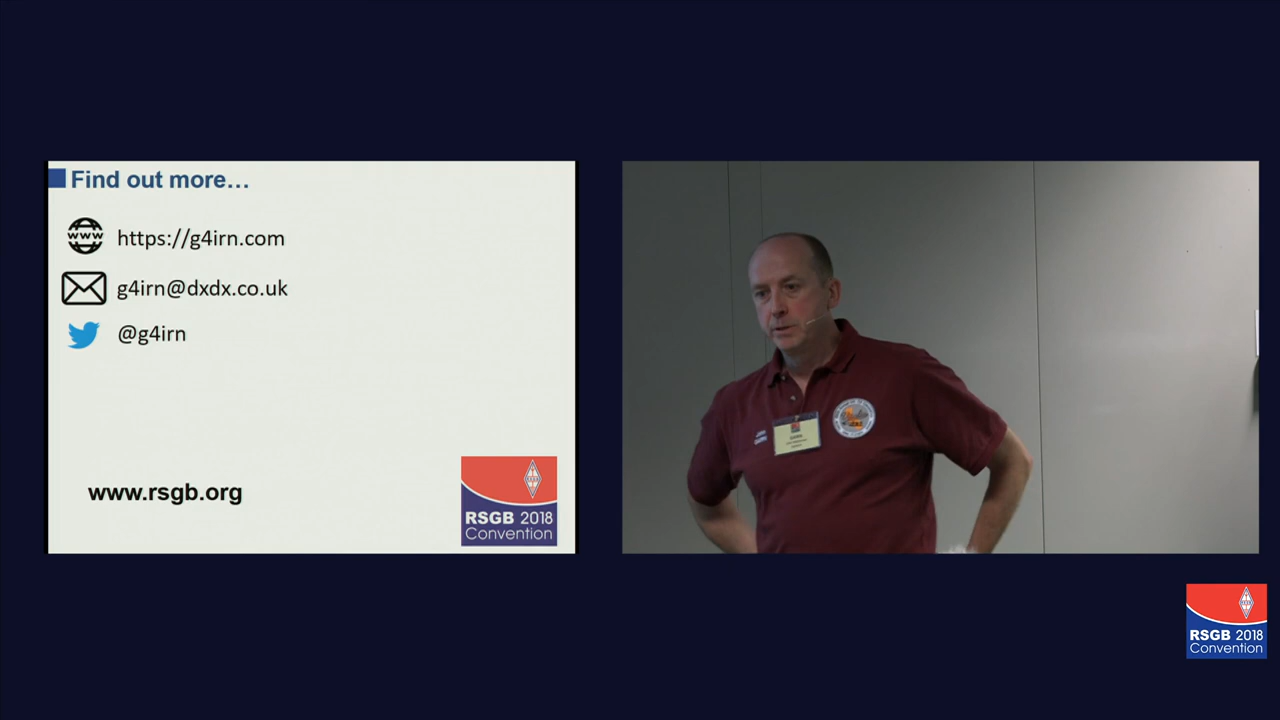 Find out more...
www
https://g4irn.com
g4irn@dxdx.co.uk
@g4irn
www.rsgb.org
RSGB 2018
Convention
RSGB 2018
Convention